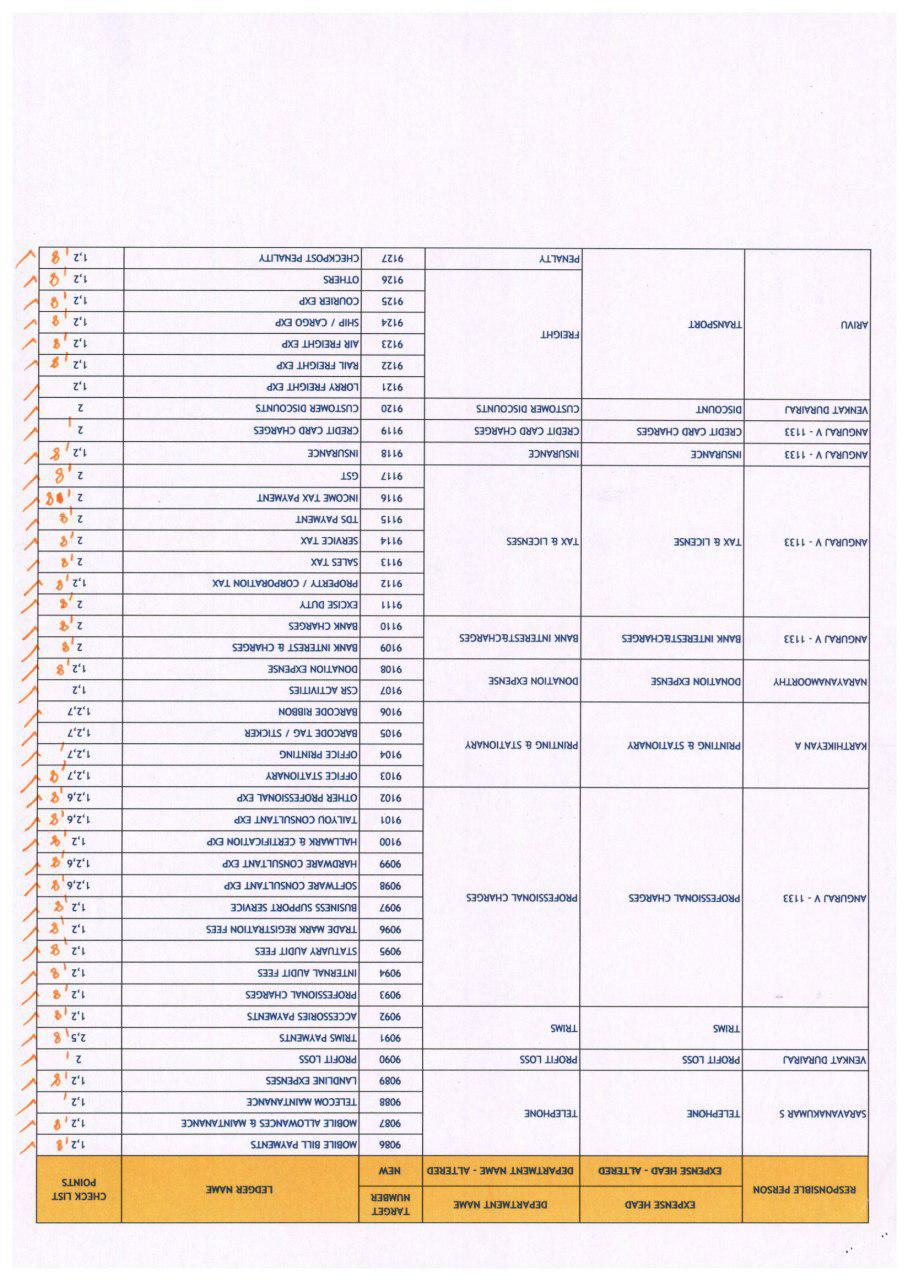 RESPONSIBLE PERSON | EXPENSE HEAD | DEPARTMENT NAME | TARGET NUMBER | LEDGER NAME | CHECK LIST POINTS
EXPENSE HEAD - ALTERED | DEPARTMENT NAME - ALTERED | NEW
SARAVANAKUMAR S | TELEPHONE | TELEPHONE | 9086 | MOBILE BILL PAYMENTS | 1,2,8 ✓
9087 | MOBILE ALLOWANCES & MAINTANANCE | 1,2,8 ✓
9088 | TELECOM MAINTANANCE | 1,2, ✓
9089 | LANDLINE EXPENSES | 1,2,8 ✓
VENKAT DURAIRAJ | PROFIT LOSS | PROFIT LOSS | 9090 | PROFIT LOSS | 2, ✓
TRIMS | TRIMS | 9091 | TRIMS PAYMENTS | 2,5,8 ✓
9092 | ACCESSORIES PAYMENTS | 1,2,8 ✓
ANGURAJ V - 1133 | PROFESSIONAL CHARGES | PROFESSIONAL CHARGES | 9093 | PROFESSIONAL CHARGES | 1,2,8 ✓
9094 | INTERNAL AUDIT FEES | 1,2,8 ✓
9095 | STATUARY AUDIT FEES | 1,2,8 ✓
9096 | TRADE MARK REGISTRATION FEES | 1,2,8 ✓
9097 | BUSINESS SUPPORT SERVICE | 1,2,8 ✓
9098 | SOFTWARE CONSULTANT EXP | 1,2,6,8 ✓
9099 | HARDWARE CONSULTANT EXP | 1,2,6,8 ✓
9100 | HALLMARK & CERTIFICATION EXP | 1,2,8 ✓
9101 | TAILYOU CONSULTANT EXP | 1,2,6,8 ✓
9102 | OTHER PROFESSIONAL EXP | 1,2,6,8 ✓
KARTHIKEYAN A | PRINTING & STATIONARY | PRINTING & STATIONARY | 9103 | OFFICE STATIONARY | 1,2,7,8 ✓
9104 | OFFICE PRINTING | 1,2,7, ✓
9105 | BARCODE TAG / STICKER | 1,2,7 ✓
9106 | BARCODE RIBBON | 1,2,7 ✓
NARAYANAMOORTHY | DONATION EXPENSE | DONATION EXPENSE | 9107 | CSR ACTIVITIES | 1,2 ✓
9108 | DONATION EXPENSE | 1,2,8 ✓
ANGURAJ V - 1133 | BANK INTEREST&CHARGES | BANK INTEREST&CHARGES | 9109 | BANK INTEREST & CHARGES | 2,8 ✓
9110 | BANK CHARGES | 2,8 ✓
ANGURAJ V - 1133 | TAX & LICENSE | TAX & LICENSES | 9111 | EXCISE DUTY | 2,8 ✓
9112 | PROPERTY / CORPORATION TAX | 1,2,8 ✓
9113 | SALES TAX | 2,8 ✓
9114 | SERVICE TAX | 2,8 ✓
9115 | TDS PAYMENT | 2,8 ✓
9116 | INCOME TAX PAYMENT | 2,8 ✓
9117 | GST | 2,8 ✓
ANGURAJ V - 1133 | INSURANCE | INSURANCE | 9118 | INSURANCE | 1,2,8 ✓
ANGURAJ V - 1133 | CREDIT CARD CHARGES | CREDIT CARD CHARGES | 9119 | CREDIT CARD CHARGES | 2, ✓
VENKAT DURAIRAJ | DISCOUNT | CUSTOMER DISCOUNTS | 9120 | CUSTOMER DISCOUNTS | 2 ✓
ARIVU | TRANSPORT | FREIGHT | 9121 | LORRY FREIGHT EXP | 1,2 ✓
9122 | RAIL FREIGHT EXP | 1,2,8 ✓
9123 | AIR FREIGHT EXP | 1,2,8 ✓
9124 | SHIP / CARGO EXP | 1,2,8 ✓
9125 | COURIER EXP | 1,2,8 ✓
9126 | OTHERS | 1,2,8 ✓
PENALTY | 9127 | CHECKPOST PENALITY | 1,2,8 ✓